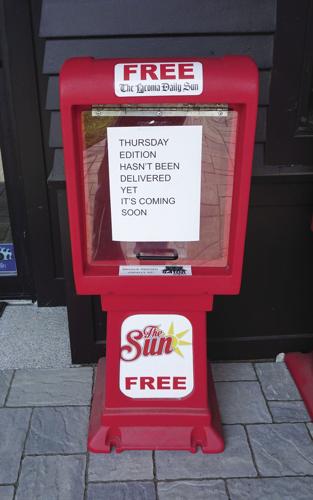 FREE
The Laconia Daily Sun
THURSDAY
EDITION
HASN'T BEEN
DELIVERED
YET
IT'S COMING
SOON
The
Sun
FREE